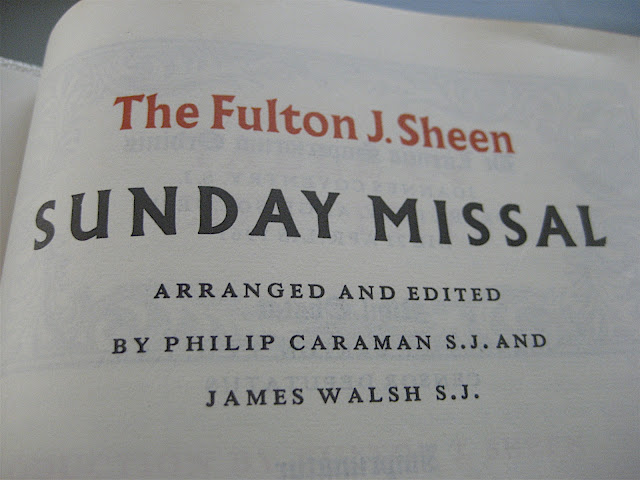 The Fulton J. Sheen
SUNDAY MISSAL
ARRANGED AND EDITED
BY PHILIP CARAMAN S.J. AND
JAMES WALSH S.J.